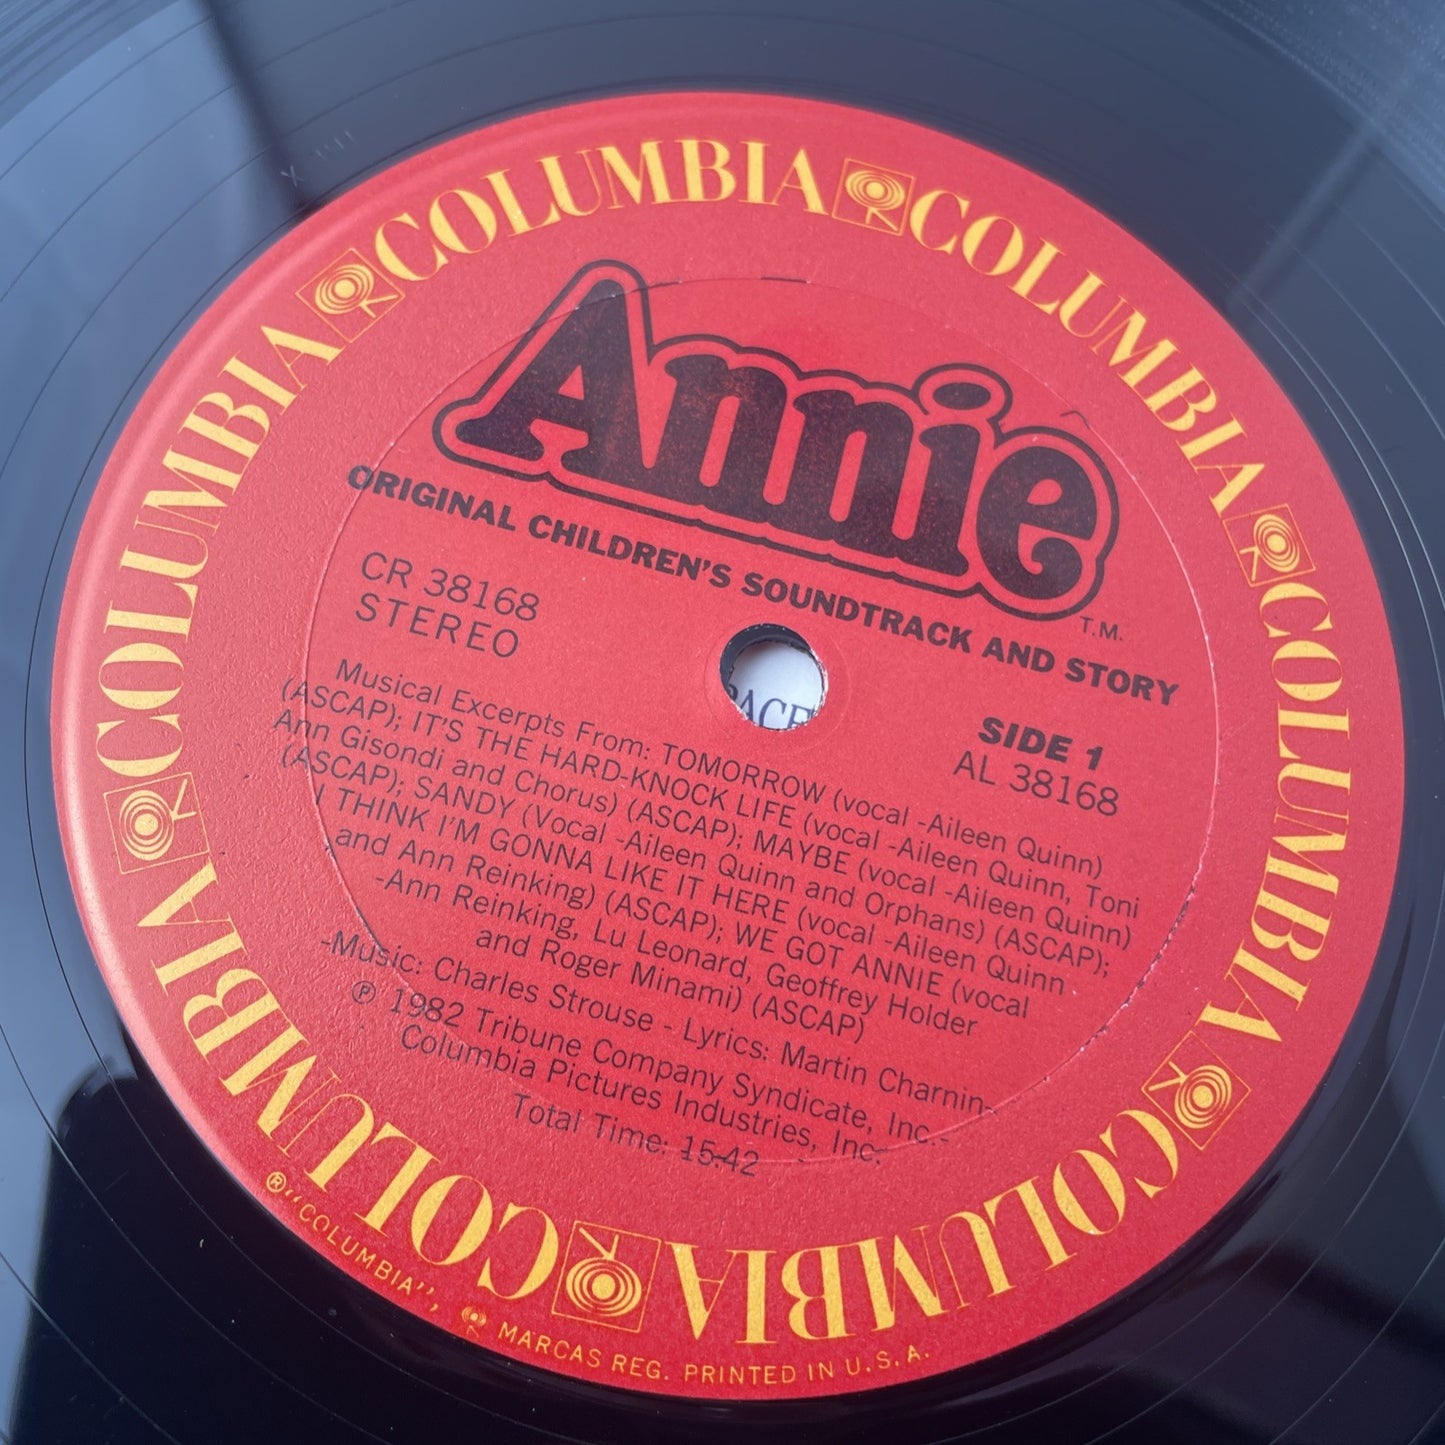 COLUMBIA COLUMBIA COLUMBIA COLUMBIA COLUMBIA COLUMBIA COLUMBIA
Annie
T.M.
ORIGINAL CHILDREN'S SOUNDTRACK AND STORY
CR 38168
STEREO
SIDE 1
AL 38168
Musical Excerpts From: TOMORROW (vocal -Aileen Quinn)
(ASCAP); IT'S THE HARD-KNOCK LIFE (vocal -Aileen Quinn, Toni
Ann Gisondi and Chorus) (ASCAP); MAYBE (vocal -Aileen Quinn)
(ASCAP); SANDY (Vocal -Aileen Quinn and Orphans) (ASCAP);
I THINK I'M GONNA LIKE IT HERE (vocal -Aileen Quinn
and Ann Reinking) (ASCAP); WE GOT ANNIE (vocal
-Ann Reinking, Lu Leonard, Geoffrey Holder
and Roger Minami) (ASCAP)
-Music: Charles Strouse - Lyrics: Martin Charnin-
℗ 1982 Tribune Company Syndicate, Inc.-
Columbia Pictures Industries, Inc.
Total Time: 15:42
®"COLUMBIA", MARCAS REG. PRINTED IN U.S.A.